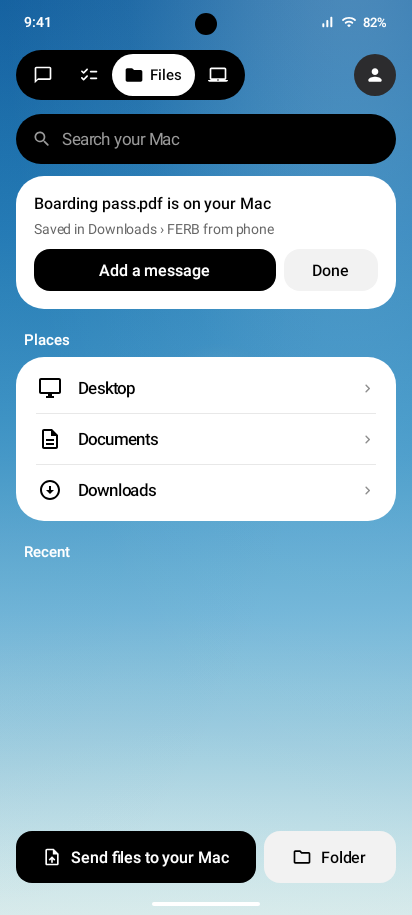 9:41
82%
Files
Search your Mac
Boarding pass.pdf is on your Mac
Saved in Downloads › FERB from phone
Add a message
Done
Places
Desktop
Documents
Downloads
Recent
Send files to your Mac
Folder